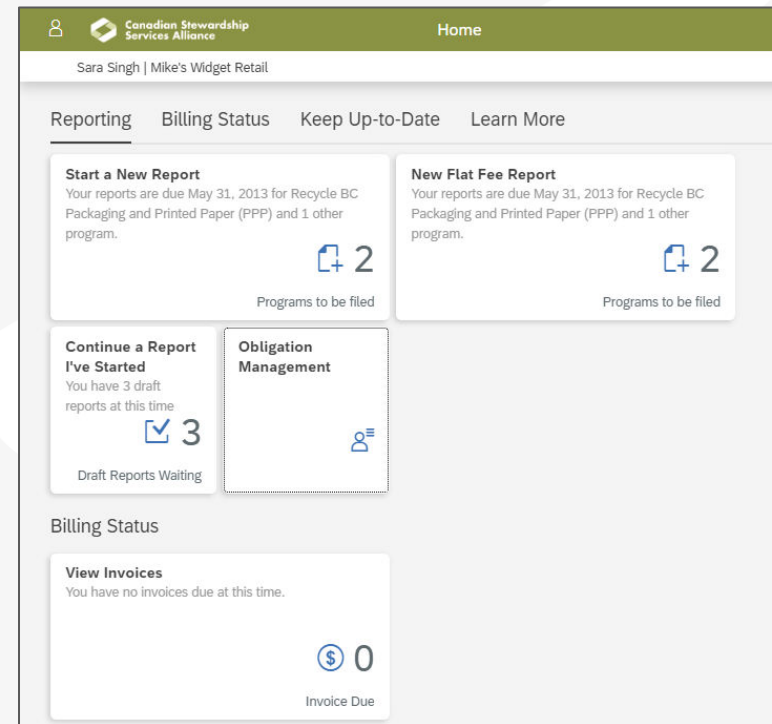 Canadian Stewardship
Services Alliance
Home
Sara Singh | Mike's Widget Retail
Reporting Billing Status Keep Up-to-Date Learn More
Start a New Report
Your reports are due May 31, 2013 for Recycle BC
Packaging and Printed Paper (PPP) and 1 other
program.
2
Programs to be filed
New Flat Fee Report
Your reports are due May 31, 2013 for Recycle BC
Packaging and Printed Paper (PPP) and 1 other
program.
2
Programs to be filed
Continue a Report
I've Started
You have 3 draft
reports at this time
3
Draft Reports Waiting
Obligation
Management
Billing Status
View Invoices
You have no invoices due at this time.
0
Invoice Due